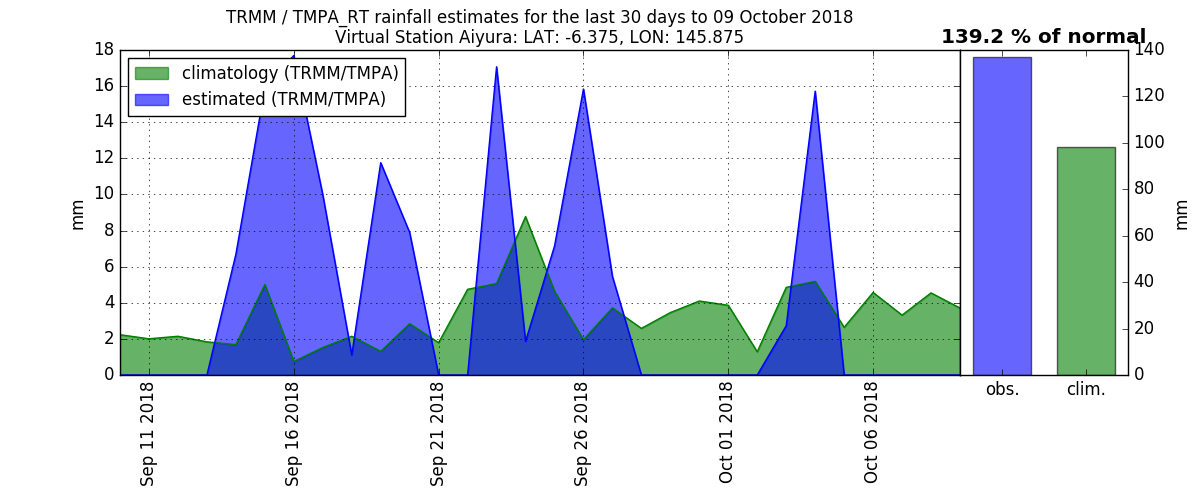 TRMM / TMPA_RT rainfall estimates for the last 30 days to 09 October 2018
Virtual Station Aiyura: LAT: -6.375, LON: 145.875
139.2 % of normal
climatology (TRMM/TMPA)
estimated (TRMM/TMPA)
18
16
14
12
10
8
6
4
2
0
mm
Sep 11 2018
Sep 16 2018
Sep 21 2018
Sep 26 2018
Oct 01 2018
Oct 06 2018
140
120
100
80
60
40
20
0
mm
obs.
clim.